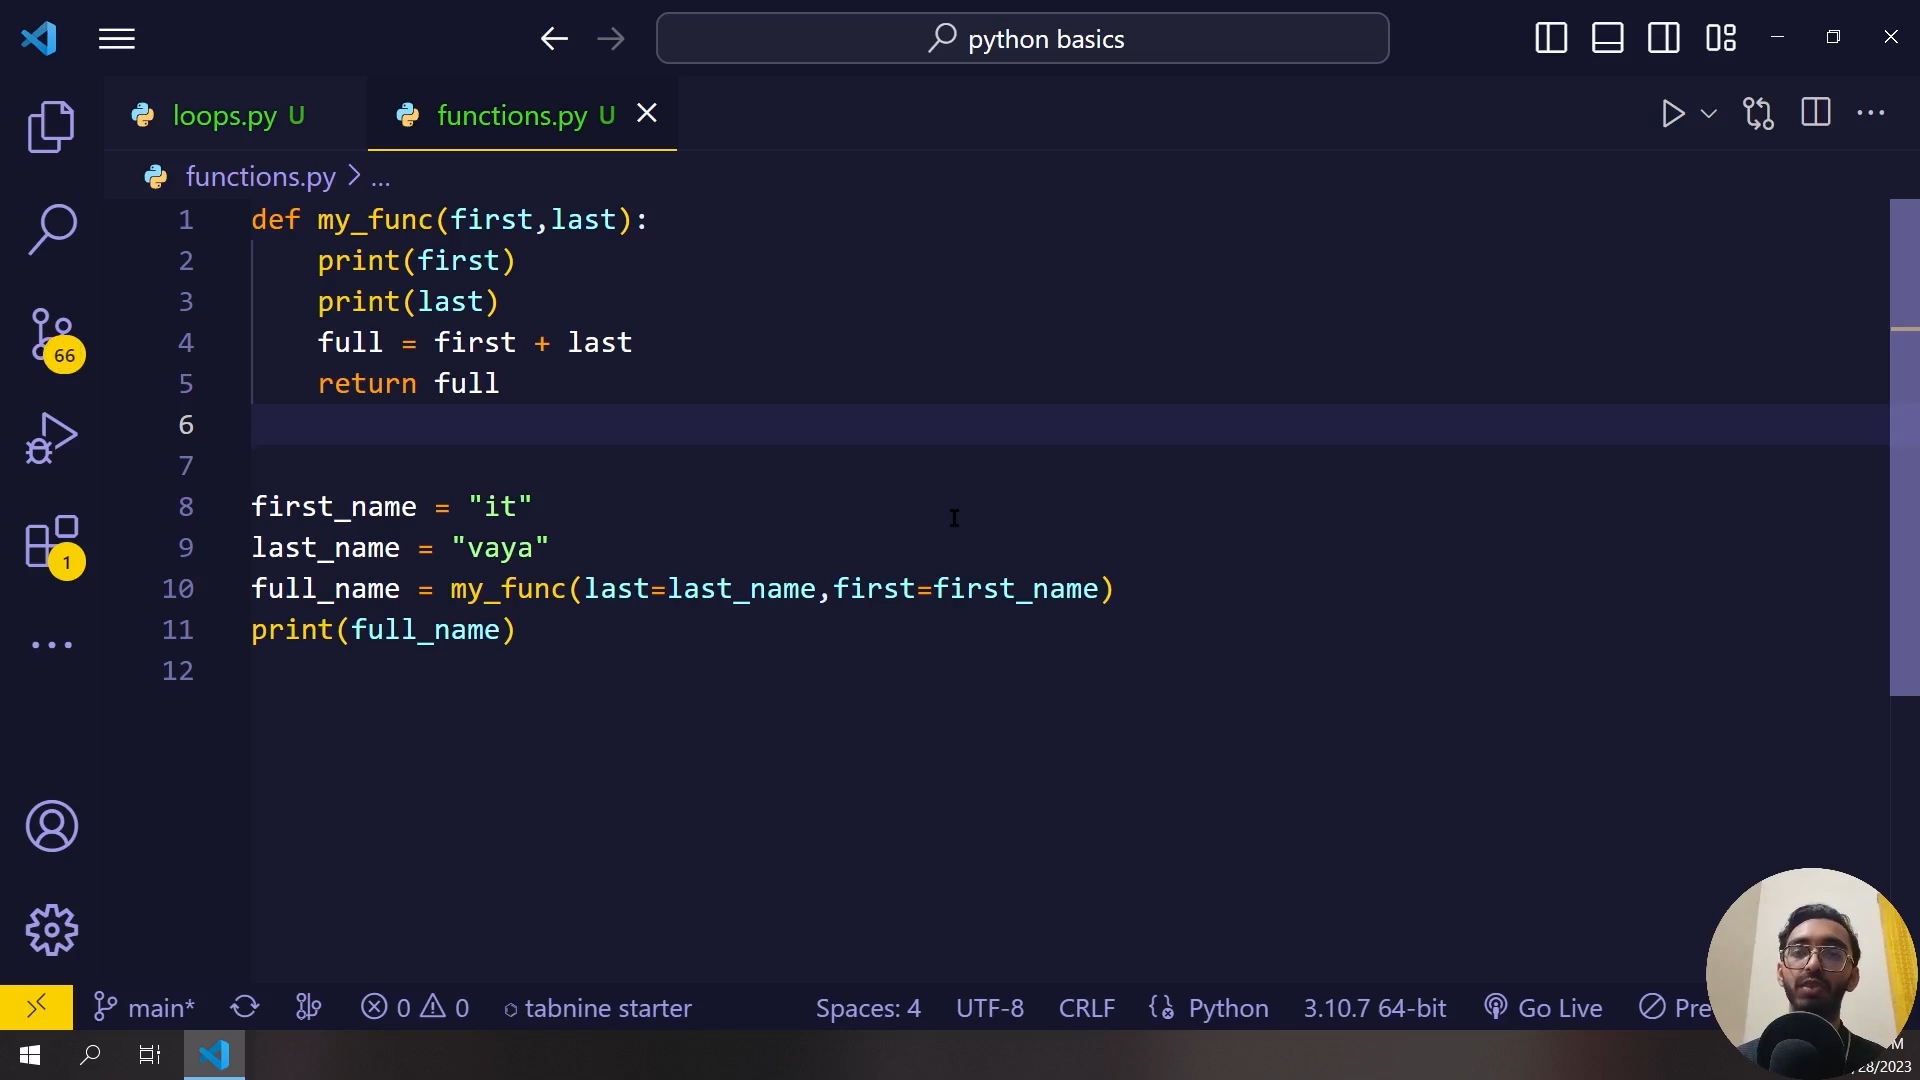 python basics
loops.py U
functions.py U
functions.py > ...
1 def my_func(first,last):
2     print(first)
3     print(last)
4     full = first + last
5     return full
6
7
8 first_name = "it"
9 last_name = "vaya"
10 full_name = my_func(last=last_name,first=first_name)
11 print(full_name)
12
66
1
main*
0
0
tabnine starter
Spaces: 4
UTF-8
CRLF
Python
3.10.7 64-bit
Go Live